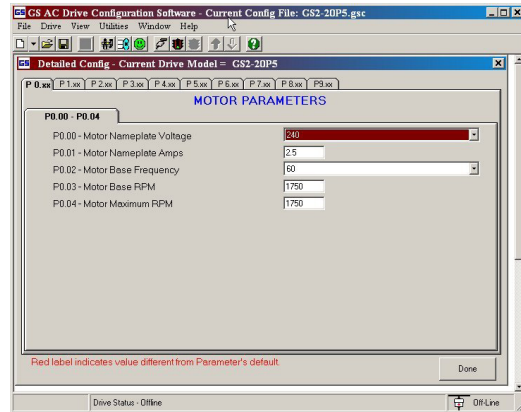 GS GS AC Drive Configuration Software - Current Config File: GS2-20P5.gsc
File Drive View Utilities Window Help
GS Detailed Config - Current Drive Model = GS2-20P5
P 0.xx P 1.xx P 2.xx P 3.xx P 4.xx P 5.xx P 6.xx P 7.xx P 8.xx P9.xx
MOTOR PARAMETERS
P0.00 - P0.04
P0.00 - Motor Nameplate Voltage 240
P0.01 - Motor Nameplate Amps 2.5
P0.02 - Motor Base Frequency 60
P0.03 - Motor Base RPM 1750
P0.04 - Motor Maximum RPM 1750
Red label indicates value different from Parameter's default.
Done
Drive Status - Offline Off-Line